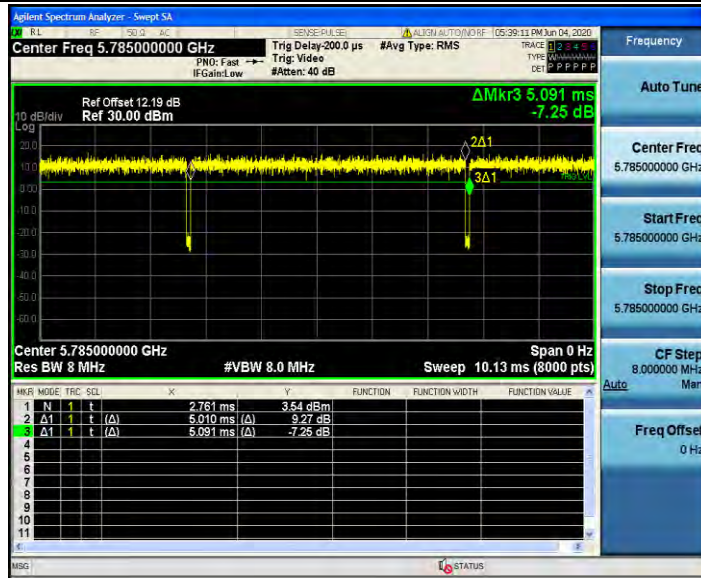 Agilent Spectrum Analyzer - Swept SA
RL RF 50 Ω AC SENSE:PULSE ALIGN AUTO/NO RF 05:39:11 PM Jun 04, 2020
Center Freq 5.785000000 GHz
PNO: Fast
IFGain:Low
Trig Delay-200.0 µs
Trig: Video
#Atten: 40 dB
#Avg Type: RMS
TRACE 1 2 3 4 5 6
TYPE
DET P P P P P P
Ref Offset 12.19 dB
10 dB/div Ref 30.00 dBm
Log
ΔMkr3 5.091 ms
-7.25 dB
20.0
10.0
0.00
-10.0
-20.0
-30.0
-40.0
-50.0
-60.0
2Δ1
3Δ1
TRIG LVL
Center 5.785000000 GHz Span 0 Hz
Res BW 8 MHz #VBW 8.0 MHz Sweep 10.13 ms (8000 pts)
MKR MODE TRC SCL X Y FUNCTION FUNCTION WIDTH FUNCTION VALUE
1 N 1 t 2.761 ms 3.54 dBm
2 Δ1 1 t (Δ) 5.010 ms (Δ) 9.27 dB
3 Δ1 1 t (Δ) 5.091 ms (Δ) -7.25 dB
4
5
6
7
8
9
10
11
MSG STATUS
Frequency
Auto Tune
Center Freq
5.785000000 GHz
Start Freq
5.785000000 GHz
Stop Freq
5.785000000 GHz
CF Step
8.000000 MHz
Auto Man
Freq Offset
0 Hz